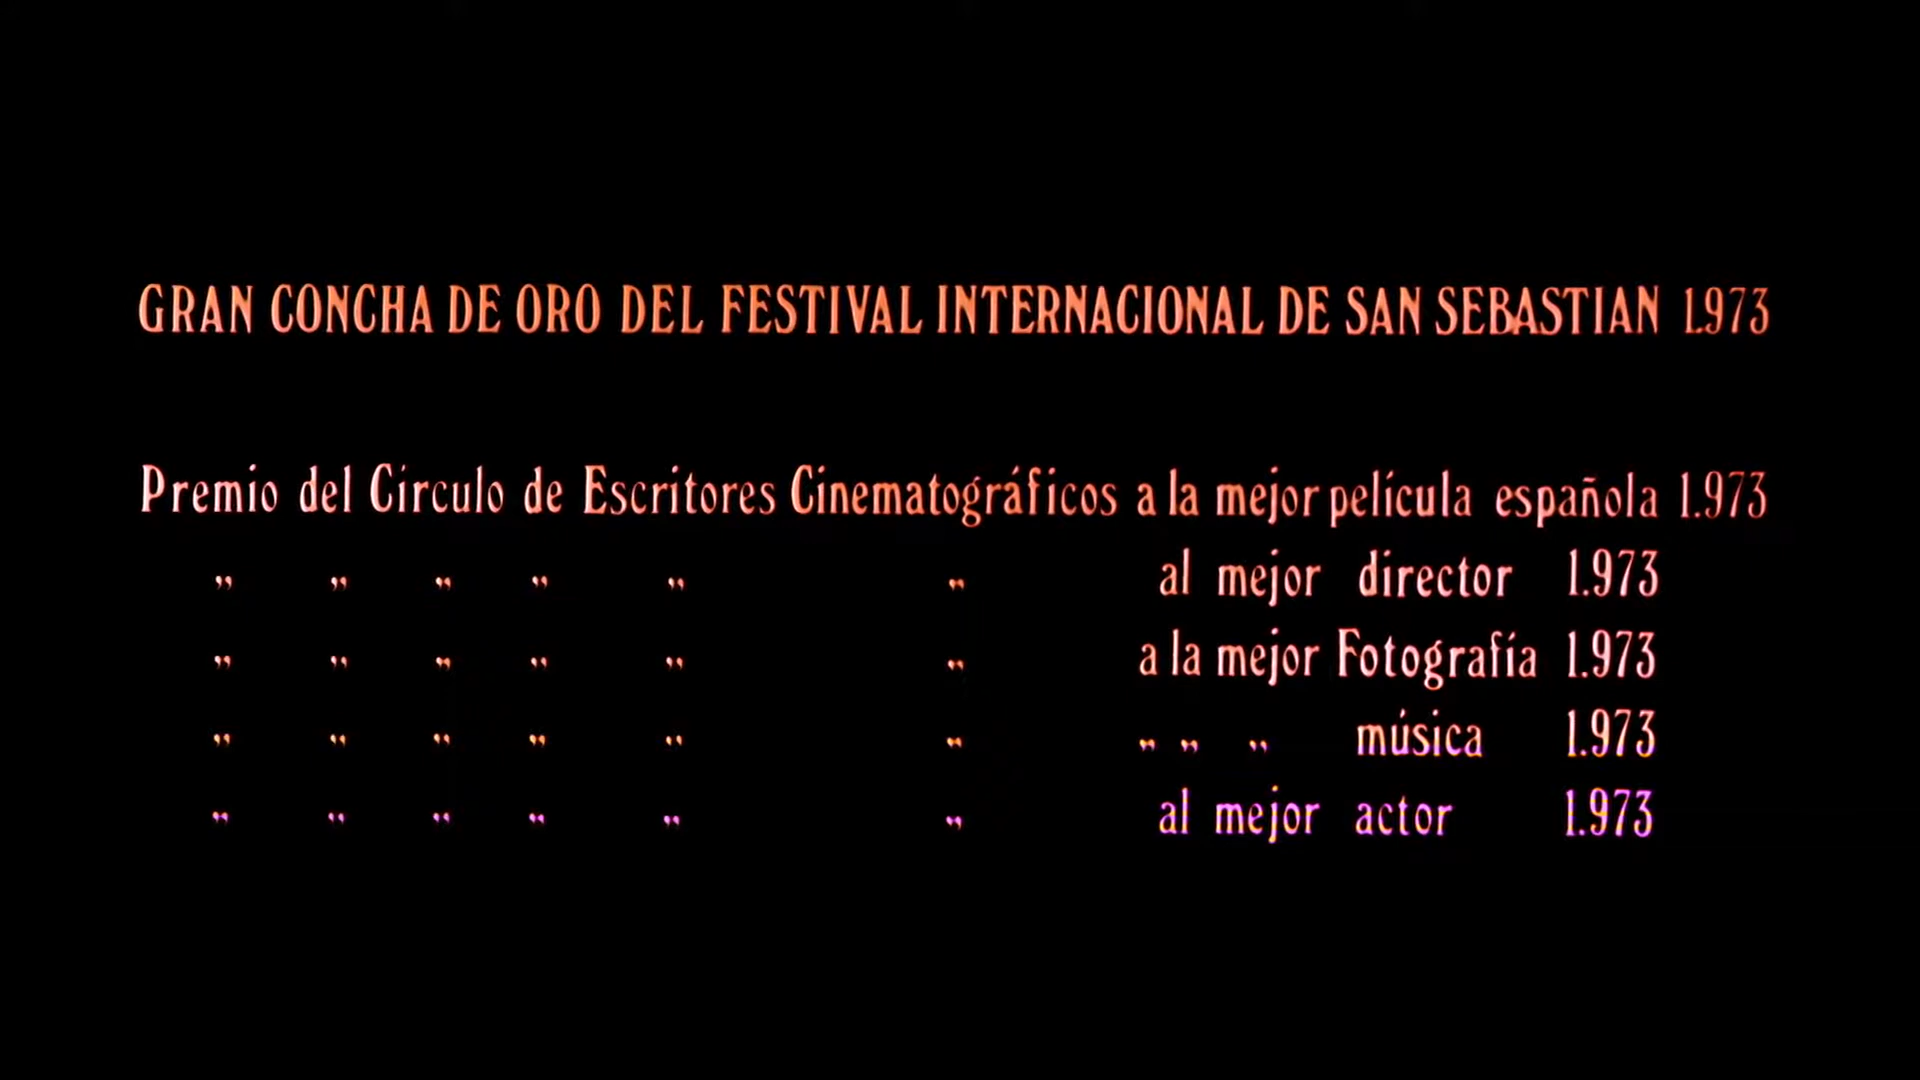 GRAN CONCHA DE ORO DEL FESTIVAL INTERNACIONAL DE SAN SEBASTIAN 1.973
Premio del Círculo de Escritores Cinematográficos a la mejor película española 1.973
" " " " " " al mejor director 1.973
" " " " " " a la mejor Fotografía 1.973
" " " " " " " " " música 1.973
" " " " " " al mejor actor 1.973